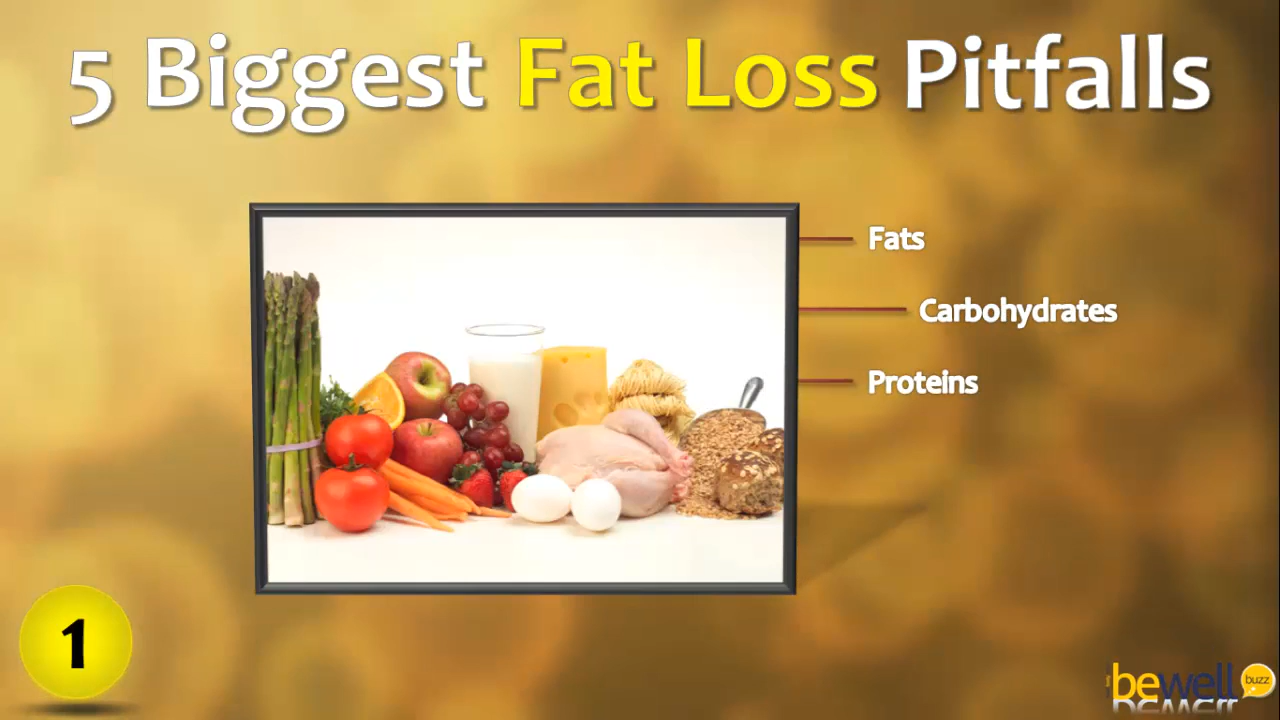 5 Biggest Fat Loss Pitfalls
Fats
Carbohydrates
Proteins
1
bewell buzz